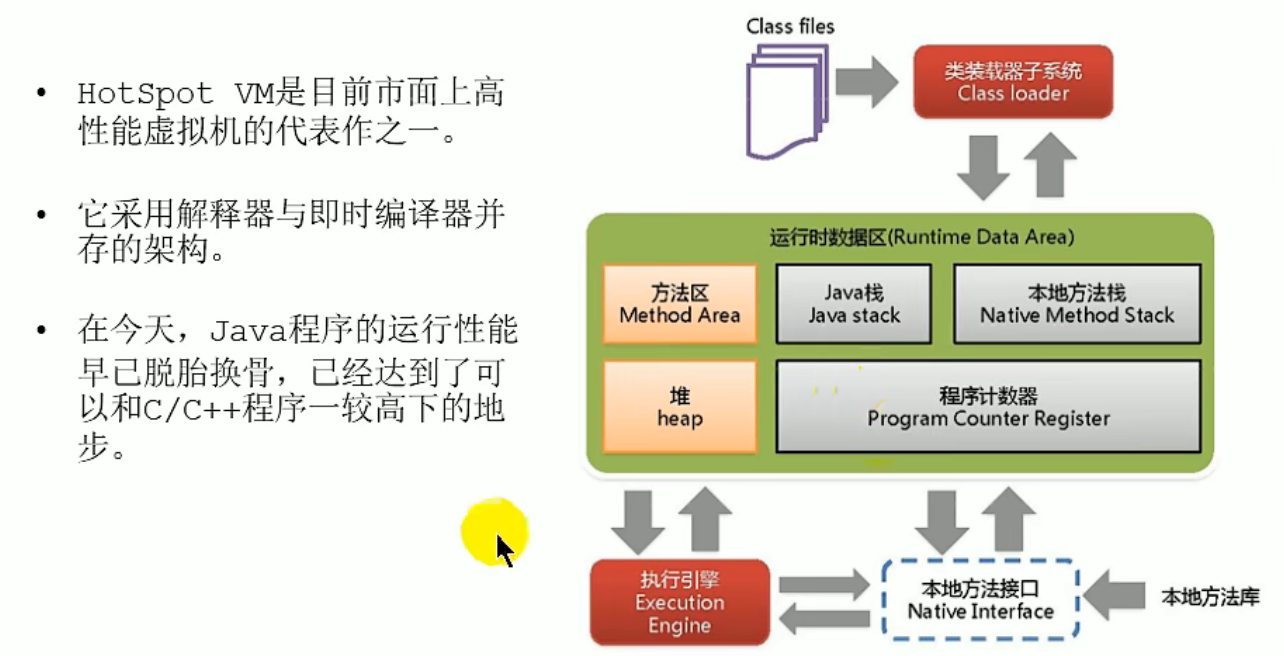 • HotSpot VM是目前市面上高
性能虚拟机的代表作之一。
• 它采用解释器与即时编译器并
存的架构。
• 在今天，Java程序的运行性能
早已脱胎换骨，已经达到了可
以和C/C++程序一较高下的地
步。
Class files
类装载器子系统
Class loader
运行时数据区(Runtime Data Area)
方法区
Method Area
Java栈
Java stack
本地方法栈
Native Method Stack
堆
heap
程序计数器
Program Counter Register
执行引擎
Execution
Engine
本地方法接口
Native Interface
本地方法库